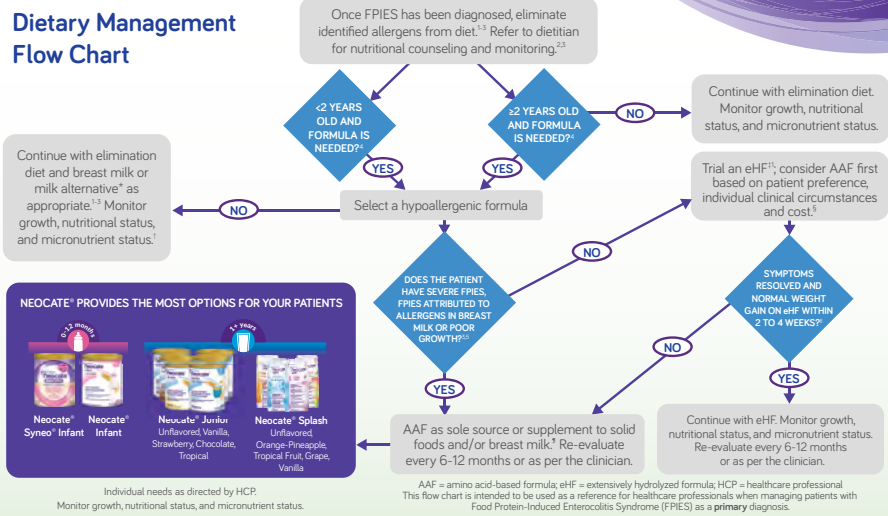 Dietary Management
Flow Chart
Once FPIES has been diagnosed, eliminate
identified allergens from diet.¹⁻³ Refer to dietitian
for nutritional counseling and monitoring.²,³
<2 YEARS
OLD AND
FORMULA IS
NEEDED?⁴
≥2 YEARS OLD
AND FORMULA
IS NEEDED?⁴
NO
Continue with elimination diet.
Monitor growth, nutritional
status, and micronutrient status.
YES
YES
Continue with elimination
diet and breast milk or
milk alternative* as
appropriate.¹⁻³ Monitor
growth, nutritional status,
and micronutrient status.†
NO
Select a hypoallergenic formula
Trial an eHF; consider AAF first
based on patient preference,
individual clinical circumstances
and cost.§
NO
DOES THE PATIENT
HAVE SEVERE FPIES,
FPIES ATTRIBUTED TO
ALLERGENS IN BREAST
MILK OR POOR
GROWTH?
SYMPTOMS
RESOLVED AND
NORMAL WEIGHT
GAIN ON eHF WITHIN
2 TO 4 WEEKS?
NO
YES
YES
NEOCATE® PROVIDES THE MOST OPTIONS FOR YOUR PATIENTS
0-12 months
1+ years
Neocate®
Syneo® Infant
Neocate®
Infant
Neocate® Junior
Unflavored, Vanilla,
Strawberry, Chocolate,
Tropical
Neocate® Splash
Unflavored,
Orange-Pineapple,
Tropical Fruit, Grape,
Vanilla
AAF as sole source or supplement to solid
foods and/or breast milk. Re-evaluate
every 6-12 months or as per the clinician.
Continue with eHF. Monitor growth,
nutritional status, and micronutrient status.
Re-evaluate every 6-12 months
or as per the clinician.
Individual needs as directed by HCP.
Monitor growth, nutritional status, and micronutrient status.
AAF = amino acid-based formula; eHF = extensively hydrolyzed formula; HCP = healthcare professional
This flow chart is intended to be used as a reference for healthcare professionals when managing patients with
Food Protein-Induced Enterocolitis Syndrome (FPIES) as a primary diagnosis.